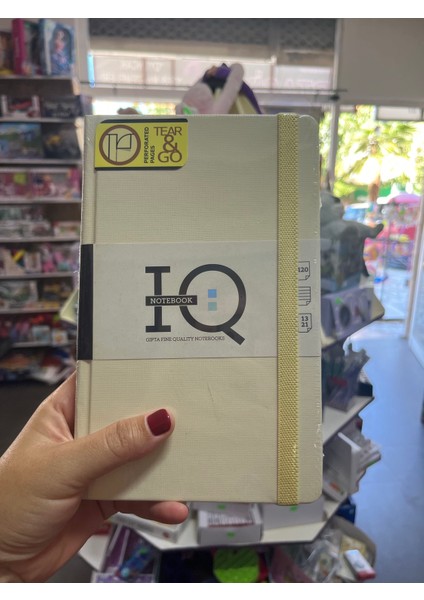 PERFORATED
PAGES
TEAR
&
GO
IQ
NOTEBOOK
GIPTA FINE QUALITY NOTEBOOKS
120
13
21